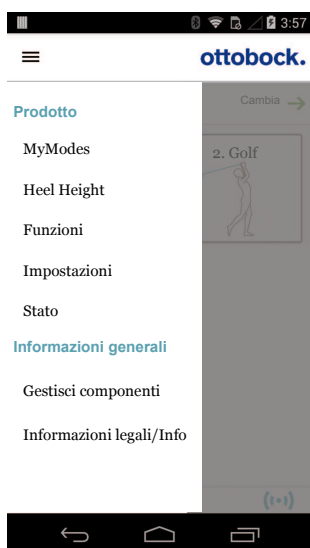 3:57
ottobock.
Cambia
Prodotto
MyModes
2. Golf
Heel Height
Funzioni
Impostazioni
Stato
Informazioni generali
Gestisci componenti
Informazioni legali/Info